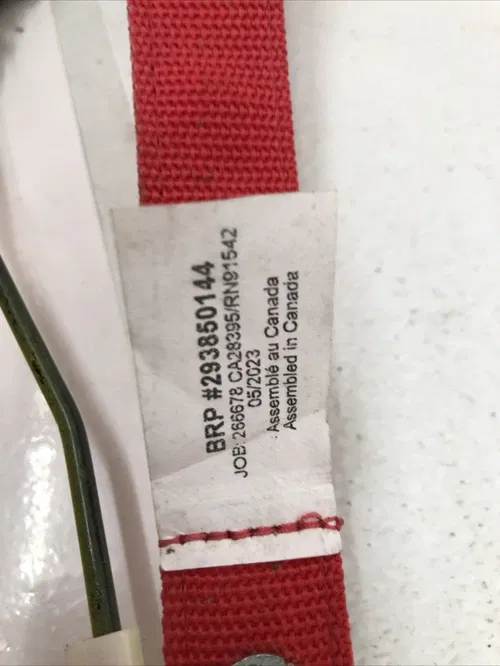 BRP #293850144
JOB: 266678 CA28395/RN91542
05/2023
Assemblé au Canada
Assembled in Canada